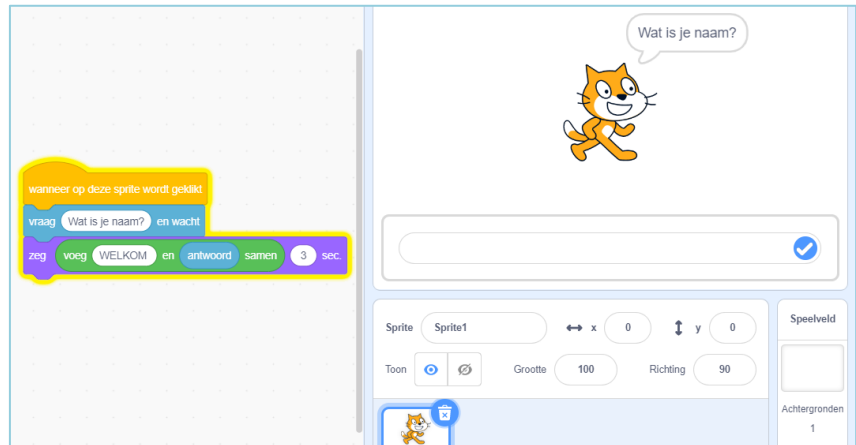 wanneer op deze sprite wordt geklikt
vraag Wat is je naam? en wacht
zeg voeg WELKOM en antwoord samen 3 sec.
Wat is je naam?
Sprite Sprite1 x 0 y 0
Toon Grootte 100 Richting 90
Speelveld
Achtergronden
1